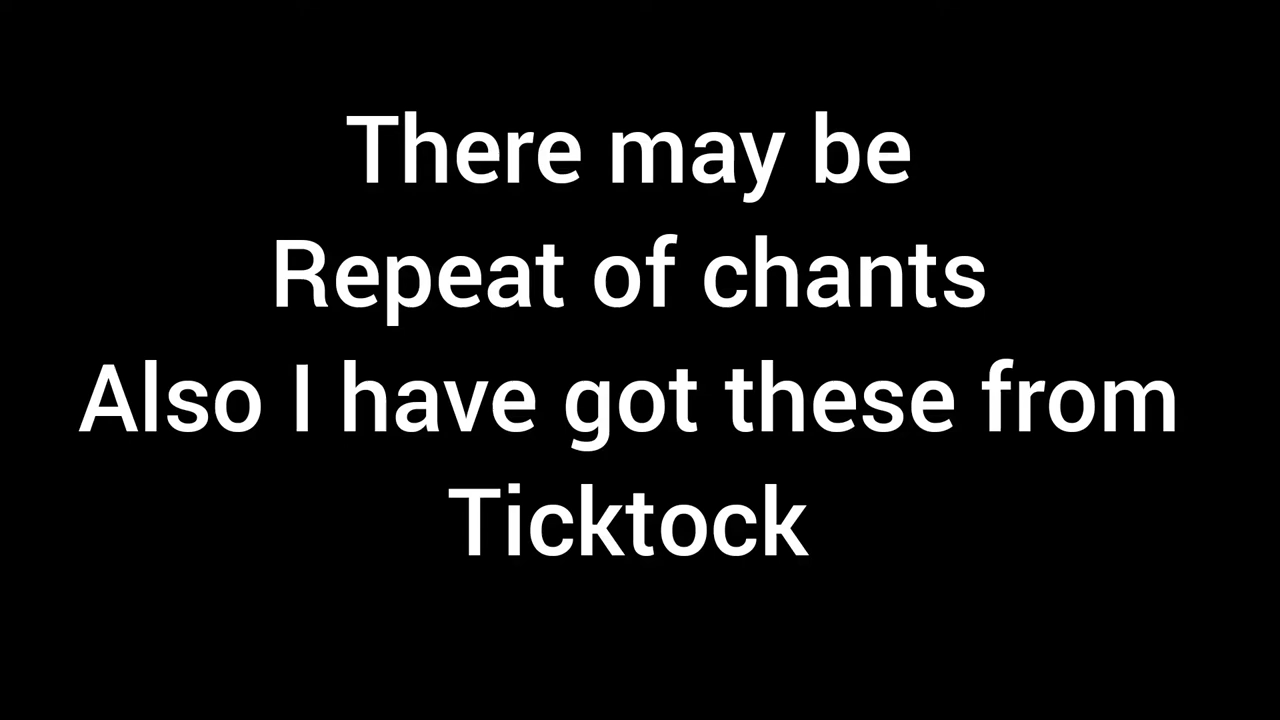 There may be
Repeat of chants
Also I have got these from
Ticktock